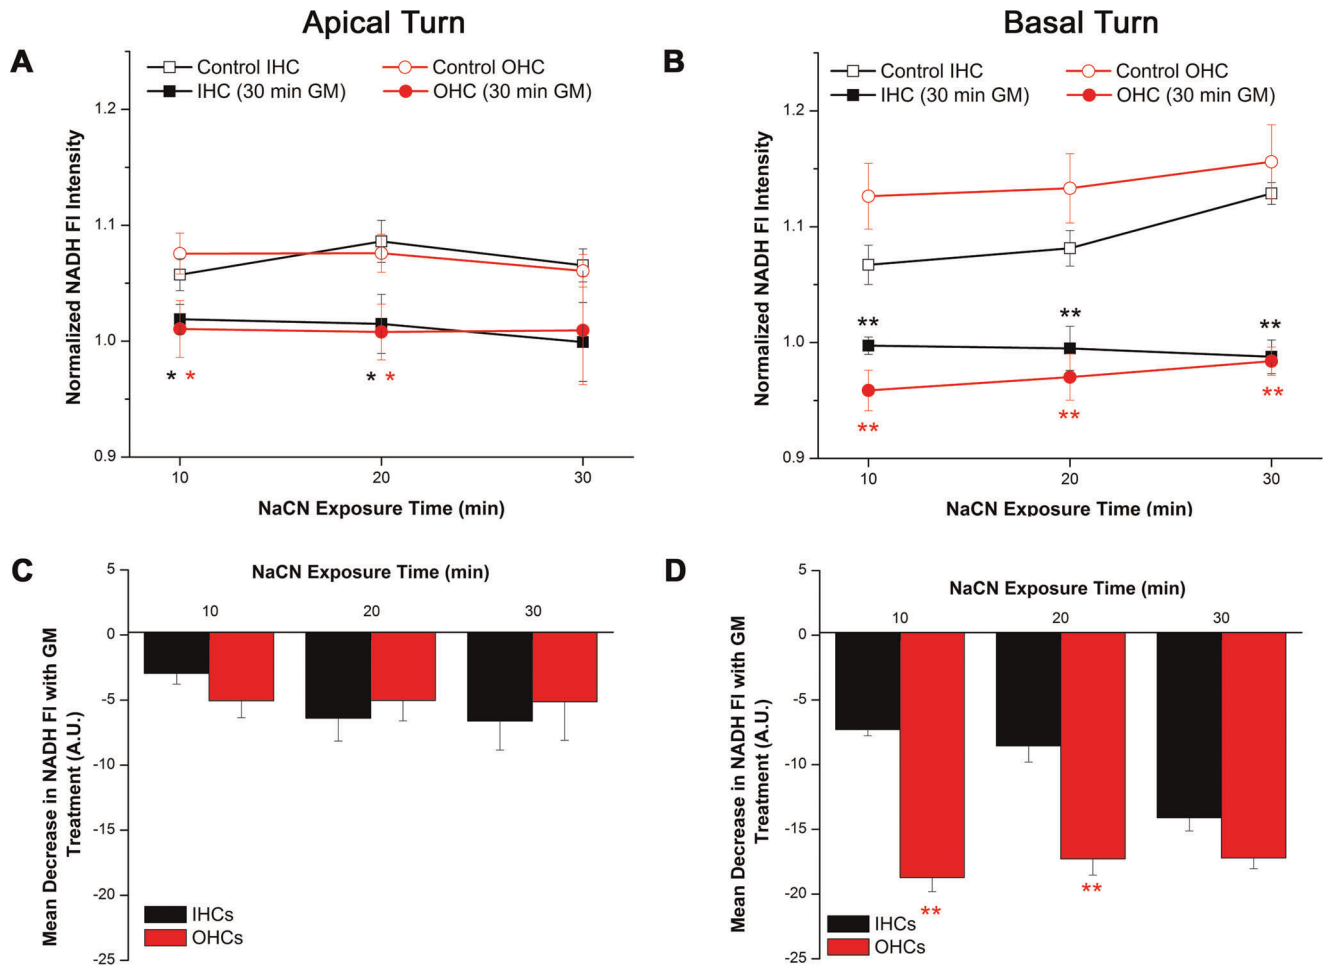 Apical Turn
Basal Turn
A
Control IHC
Control OHC
IHC (30 min GM)
OHC (30 min GM)
Normalized NADH FI Intensity
1.2
1.1
1.0
0.9
* *
* *
10
20
30
NaCN Exposure Time (min)
B
Control IHC
Control OHC
IHC (30 min GM)
OHC (30 min GM)
Normalized NADH FI Intensity
1.2
1.1
1.0
0.9
**
**
**
**
**
**
10
20
30
NaCN Exposure Time (min)
C
NaCN Exposure Time (min)
10
20
30
Mean Decrease in NADH FI with GM
Treatment (A.U.)
5
0
-5
-10
-15
-20
-25
IHCs
OHCs
D
NaCN Exposure Time (min)
10
20
30
Mean Decrease in NADH FI with GM
Treatment (A.U.)
5
0
-5
-10
-15
-20
-25
**
**
IHCs
OHCs